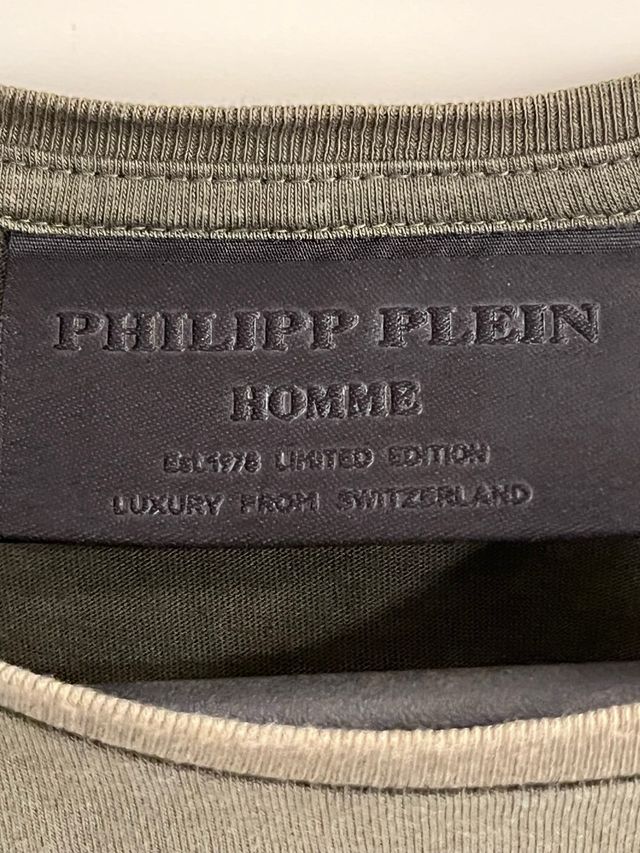 PHILIPP PLEIN
HOMME
Est.1978 LIMITED EDITION
LUXURY FROM SWITZERLAND